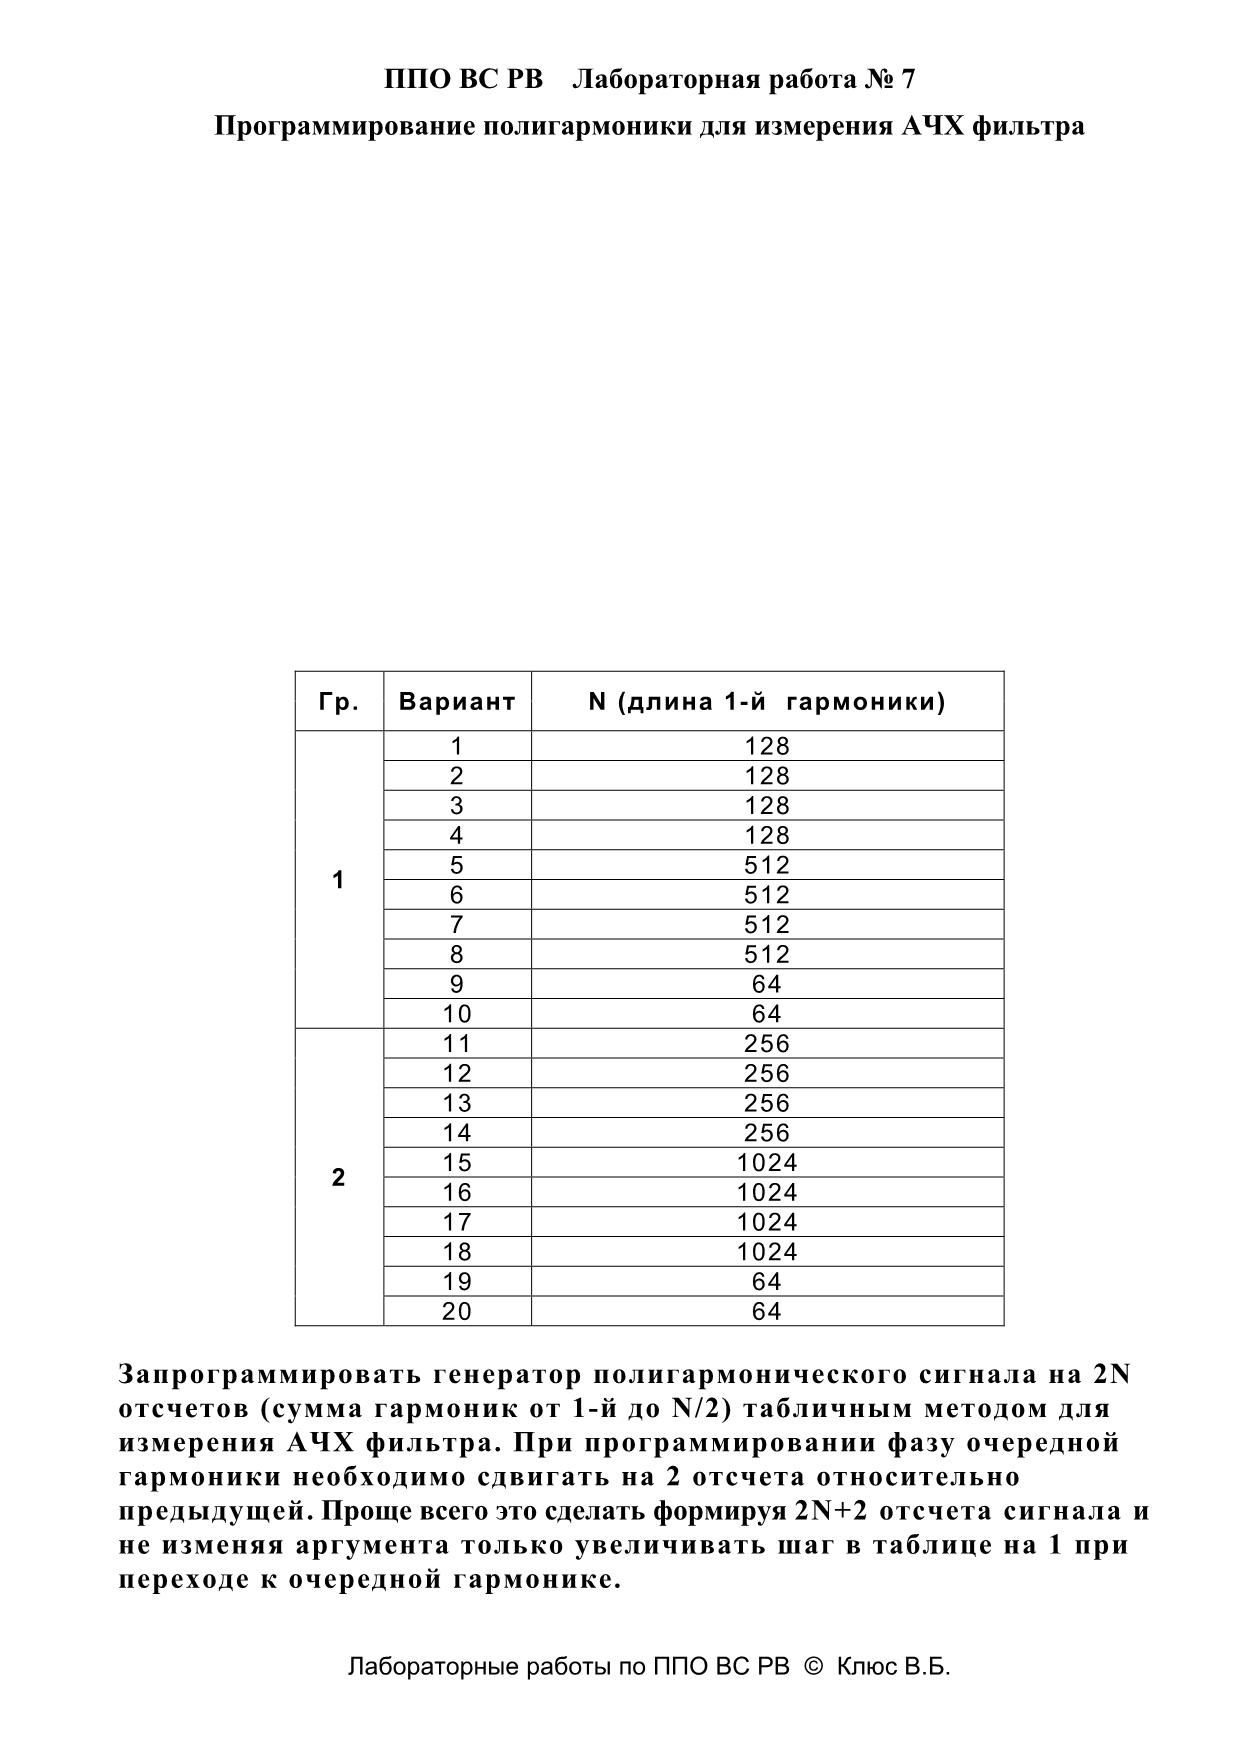 ППО ВС РВ    Лабораторная работа № 7
Программирование полигармоники для измерения АЧХ фильтра
Гр. Вариант N (длина 1-й  гармоники)
1
1 128
2 128
3 128
4 128
5 512
6 512
7 512
8 512
9 64
10 64
2
11 256
12 256
13 256
14 256
15 1024
16 1024
17 1024
18 1024
19 64
20 64
Запрограммировать генератор полигармонического сигнала на 2N
отсчетов (сумма гармоник от 1-й до N/2) табличным методом для
измерения АЧХ фильтра. При программировании фазу очередной
гармоники необходимо сдвигать на 2 отсчета относительно
предыдущей. Проще всего это сделать формируя 2N+2 отсчета сигнала и
не изменяя аргумента только увеличивать шаг в таблице на 1 при
переходе к очередной гармонике.
Лабораторные работы по ППО ВС РВ  ©  Клюс В.Б.